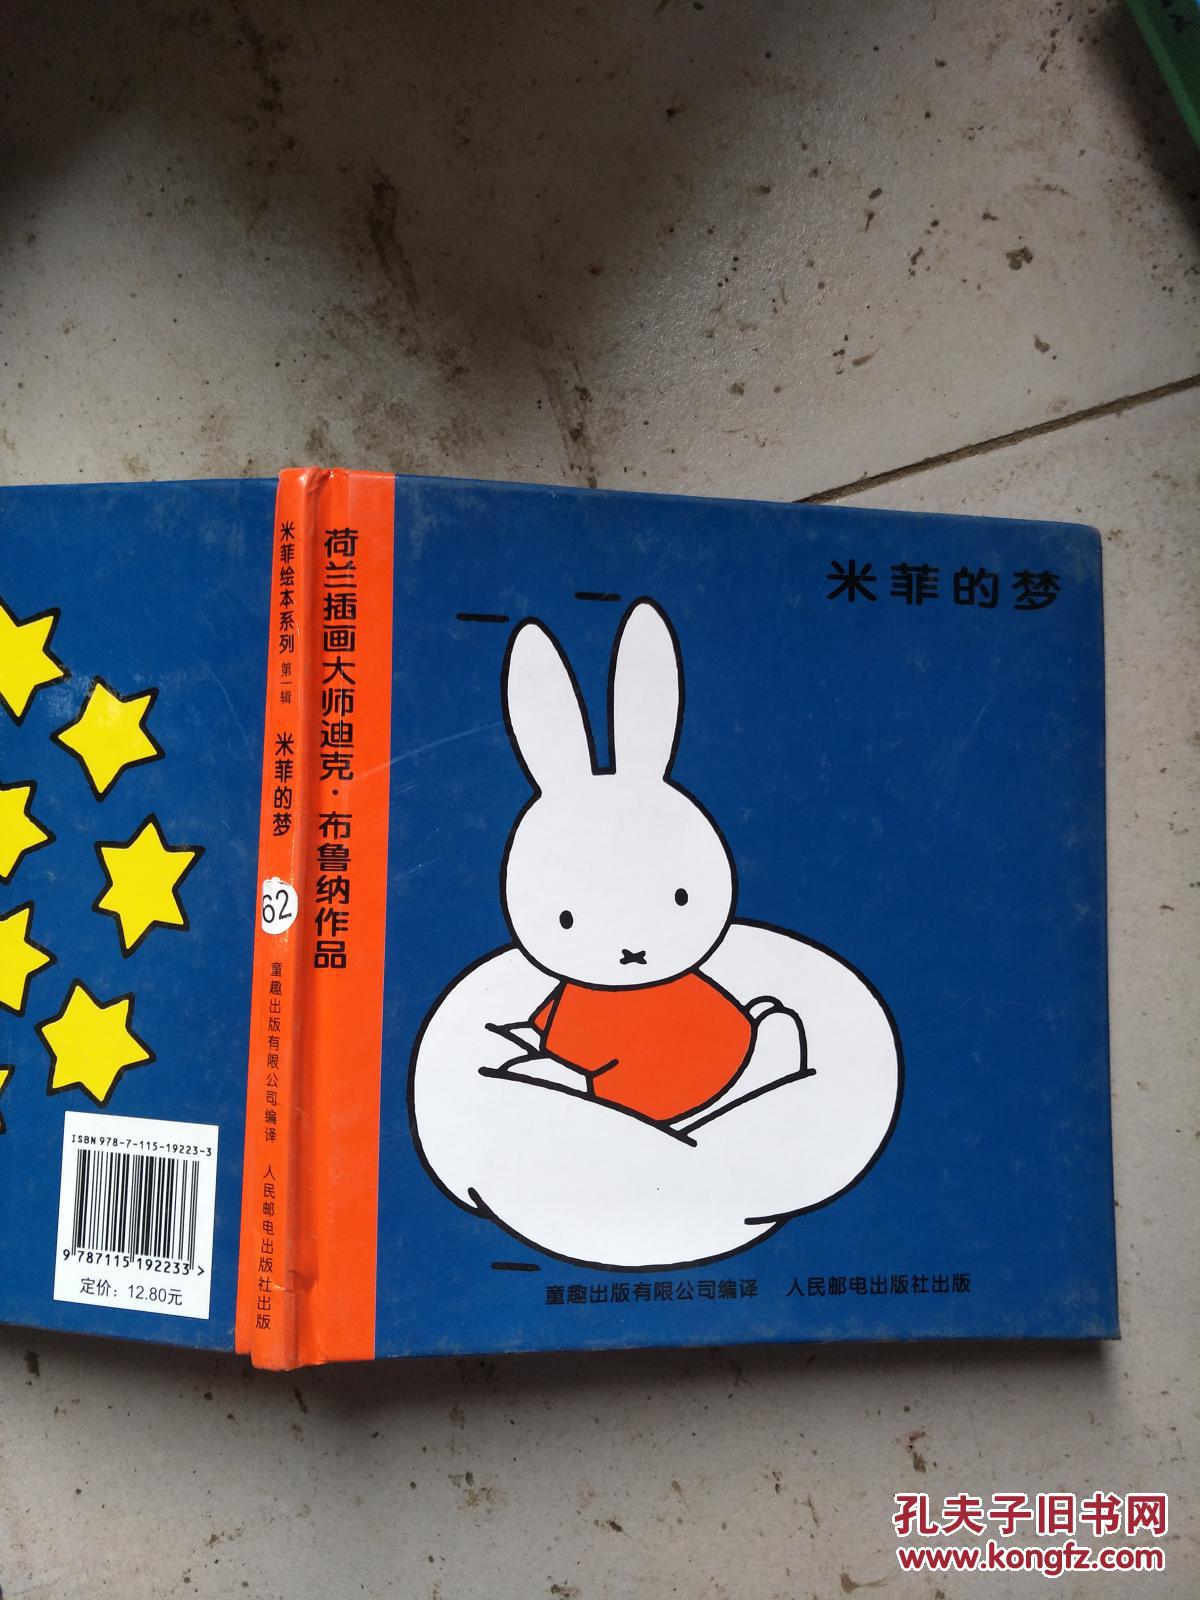 米菲的梦
荷兰插画大师迪克·布鲁纳作品
童趣出版有限公司编译 人民邮电出版社出版
米菲绘本系列 第一辑 米菲的梦
62
童趣出版有限公司编译 人民邮电出版社出版
ISBN 978-7-115-19223-3
9 787115 192233 >
定价：12.80元
孔夫子旧书网
www.kongfz.com